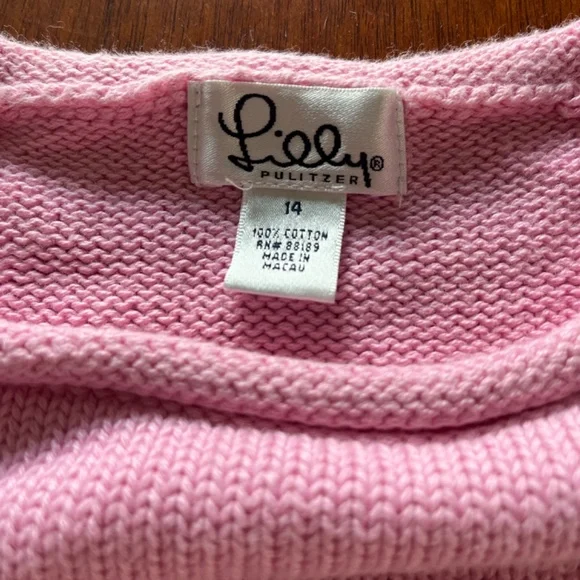 Lilly®
PULITZER
14
100% COTTON
RN# 88189
MADE IN
MACAU